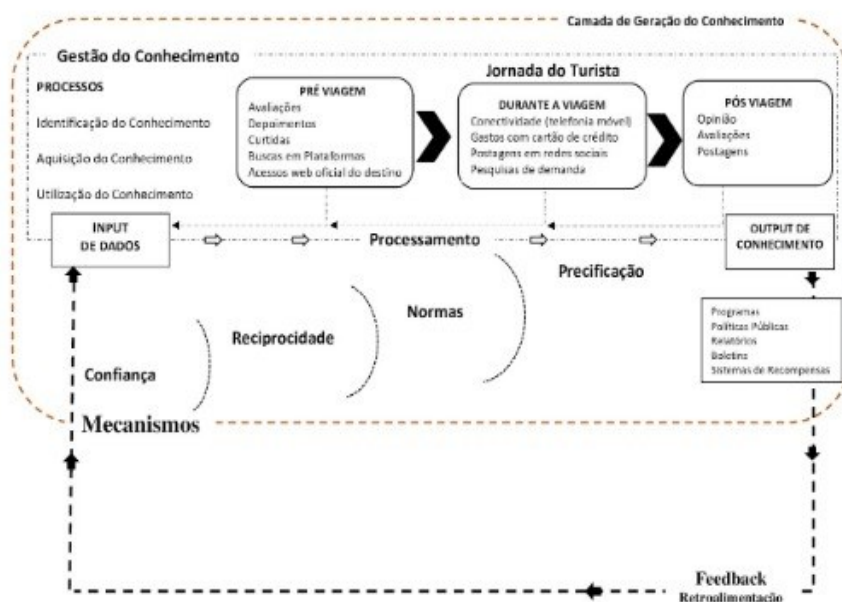 Camada de Geração do Conhecimento
Gestão do Conhecimento
Jornada do Turista
PROCESSOS
Identificação do Conhecimento
Aquisição do Conhecimento
Utilização do Conhecimento
PRÉ VIAGEM
Avaliações
Depoimentos
Curtidas
Buscas em Plataformas
Acessos web oficial do destino
DURANTE A VIAGEM
Conectividade (telefonia móvel)
Gastos com cartão de crédito
Postagens em redes sociais
Pesquisas de demanda
PÓS VIAGEM
Opinião
Avaliações
Postagens
INPUT
DE DADOS
Processamento
OUTPUT DE
CONHECIMENTO
Precificação
Normas
Reciprocidade
Confiança
Programas
Políticas Públicas
Relatórios
Boletins
Sistemas de Recompensas
Mecanismos
Feedback
Retroalimentação